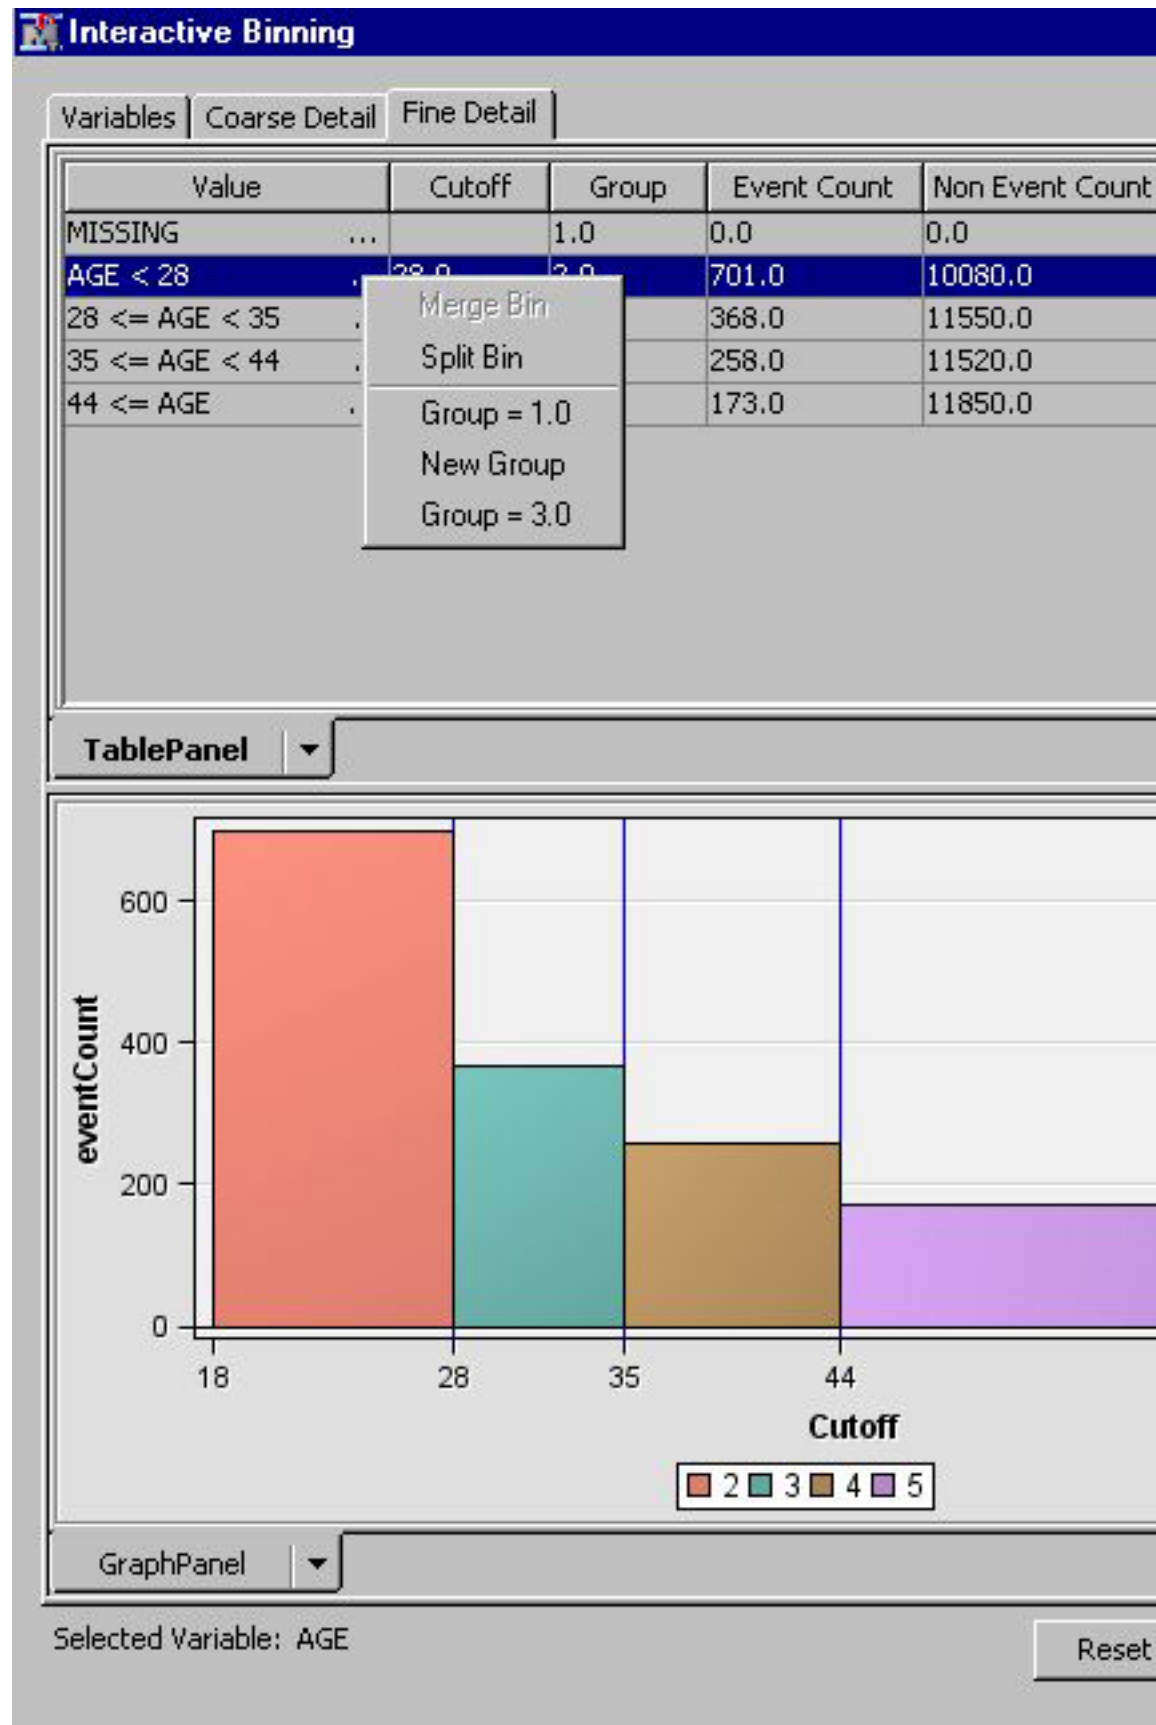 Interactive Binning
Variables Coarse Detail Fine Detail
Value Cutoff Group Event Count Non Event Count
MISSING ... 1.0 0.0 0.0
AGE < 28 . 28.0 2.0 701.0 10080.0
28 <= AGE < 35 . 368.0 11550.0
35 <= AGE < 44 . 258.0 11520.0
44 <= AGE . 173.0 11850.0
Merge Bin
Split Bin
Group = 1.0
New Group
Group = 3.0
TablePanel
eventCount
600
400
200
0
18 28 35 44
Cutoff
2 3 4 5
GraphPanel
Selected Variable: AGE
Reset